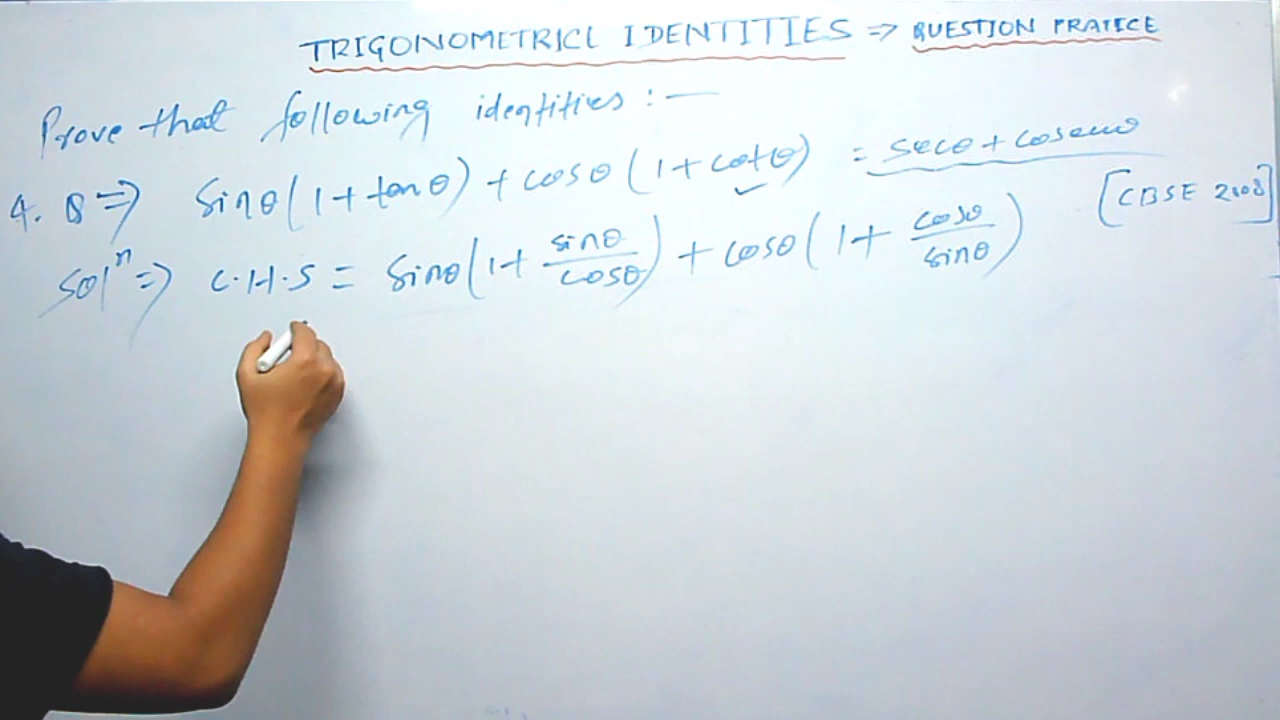 TRIGONOMETRICL IDENTITIES ⇒ QUESTION PRATICE
Prove that following identities :—
4. Q ⇒ Sinθ(1 + tanθ) + cosθ(1 + cotθ) = secθ + cosecθ
[CBSE 2008]
Solⁿ ⇒ L.H.S = Sinθ(1 + sinθ/cosθ) + cosθ(1 + cosθ/sinθ)